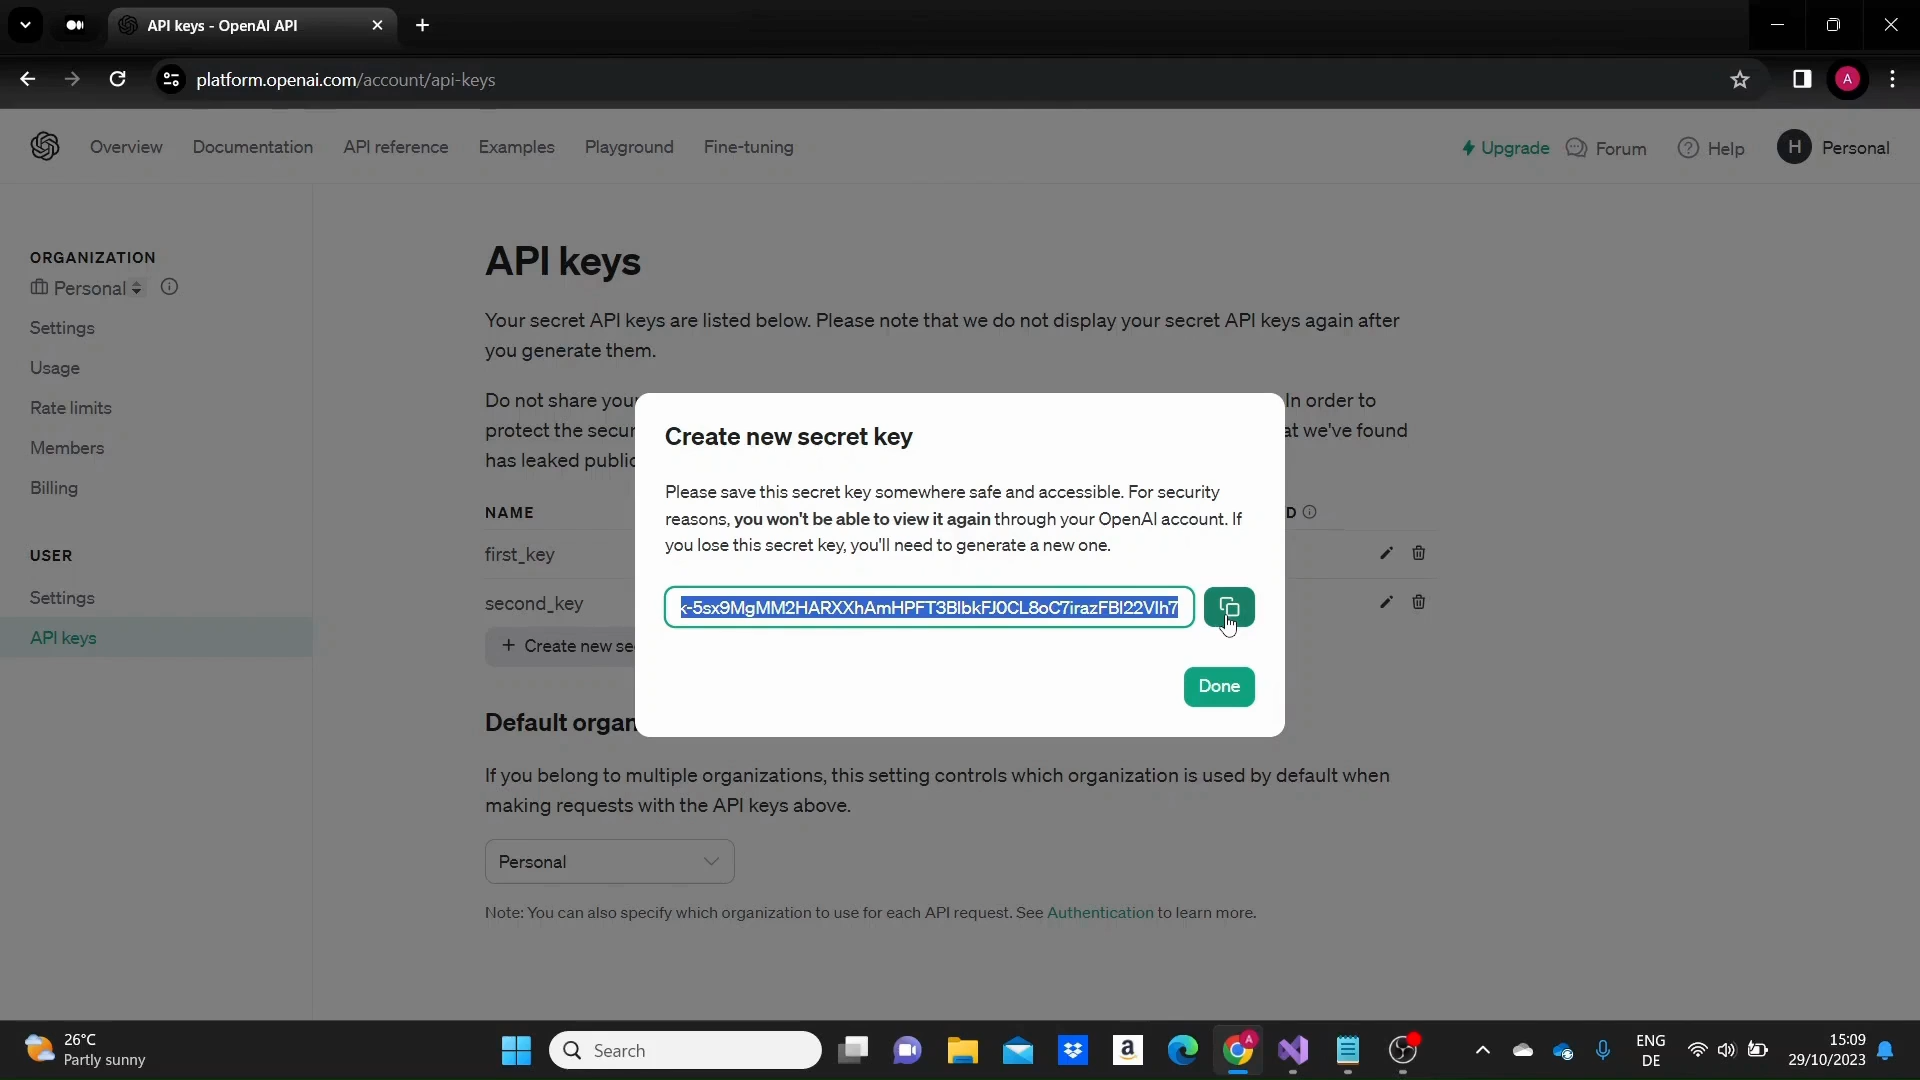 API keys - OpenAI API
platform.openai.com/account/api-keys
A
Overview Documentation API reference Examples Playground Fine-tuning Upgrade Forum Help H Personal
ORGANIZATION
Personal
Settings
Usage
Rate limits
Members
Billing
USER
Settings
API keys
API keys
Your secret API keys are listed below. Please note that we do not display your secret API keys again after
you generate them.
Do not share your In order to
protect the secur at we've found
has leaked public
NAME D
first_key
second_key
+ Create new se
Create new secret key
Please save this secret key somewhere safe and accessible. For security
reasons, you won't be able to view it again through your OpenAI account. If
you lose this secret key, you'll need to generate a new one.
Done
Default organ
If you belong to multiple organizations, this setting controls which organization is used by default when
making requests with the API keys above.
Personal
Note: You can also specify which organization to use for each API request. See Authentication to learn more.
26°C
Partly sunny
Search
a
A
ENG
DE
15:09
29/10/2023